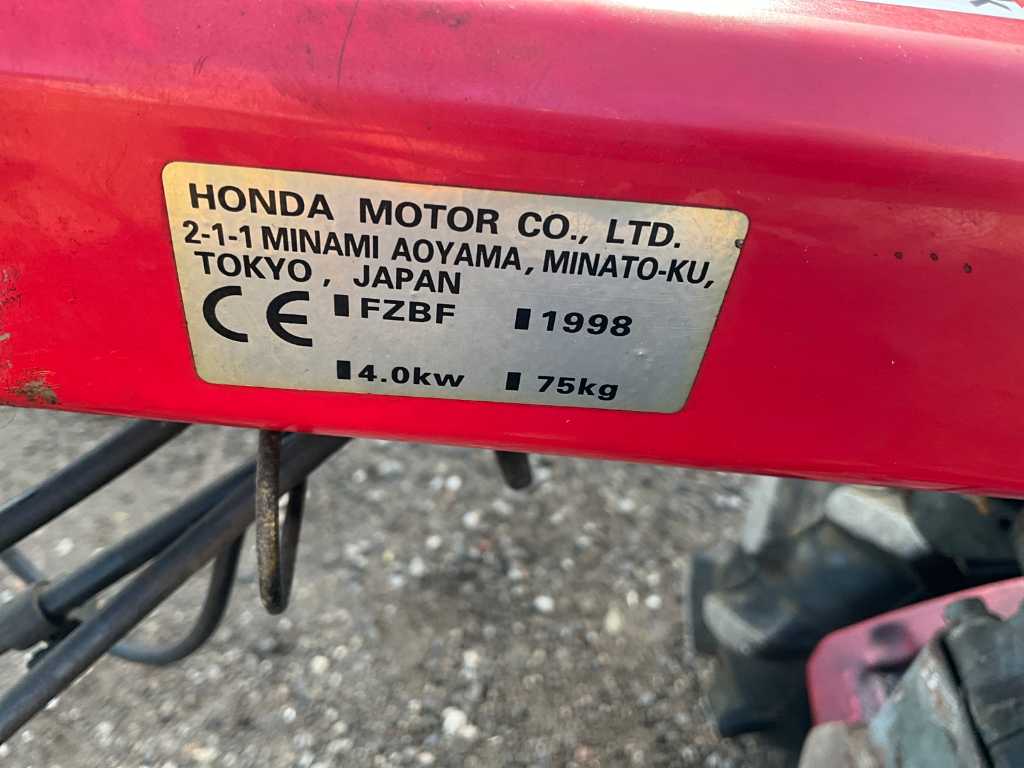 HONDA MOTOR CO., LTD.
2-1-1 MINAMI AOYAMA, MINATO-KU,
TOKYO, JAPAN
CE ▮FZBF ▮1998
▮4.0kw ▮75kg